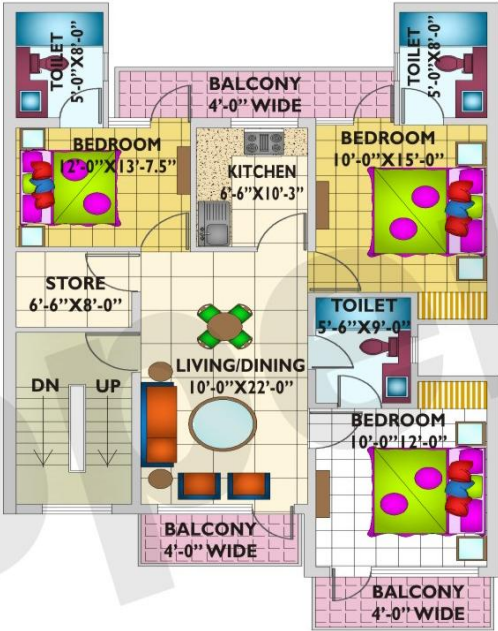 TOILET
5'-0"X8'-0"
TOILET
5'-0"X8'-0"
BALCONY
4'-0" WIDE
BEDROOM
12'-0"X13'-7.5"
KITCHEN
6'-6"X10'-3"
BEDROOM
10'-0"X15'-0"
STORE
6'-6"X8'-0"
TOILET
5'-6"X9'-0"
LIVING/DINING
10'-0"X22'-0"
DN
UP
BEDROOM
10'-0"12'-0"
BALCONY
4'-0" WIDE
BALCONY
4'-0" WIDE